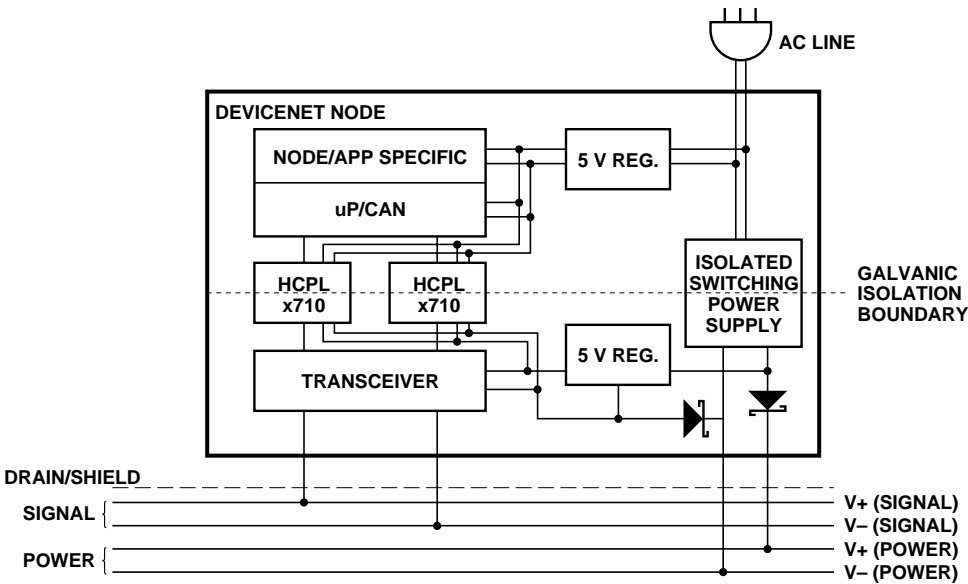 AC LINE
DEVICENET NODE
NODE/APP SPECIFIC
5 V REG.
uP/CAN
HCPL
x710
HCPL
x710
ISOLATED
SWITCHING
POWER
SUPPLY
GALVANIC
ISOLATION
BOUNDARY
5 V REG.
TRANSCEIVER
DRAIN/SHIELD
SIGNAL
V+ (SIGNAL)
V– (SIGNAL)
POWER
V+ (POWER)
V– (POWER)